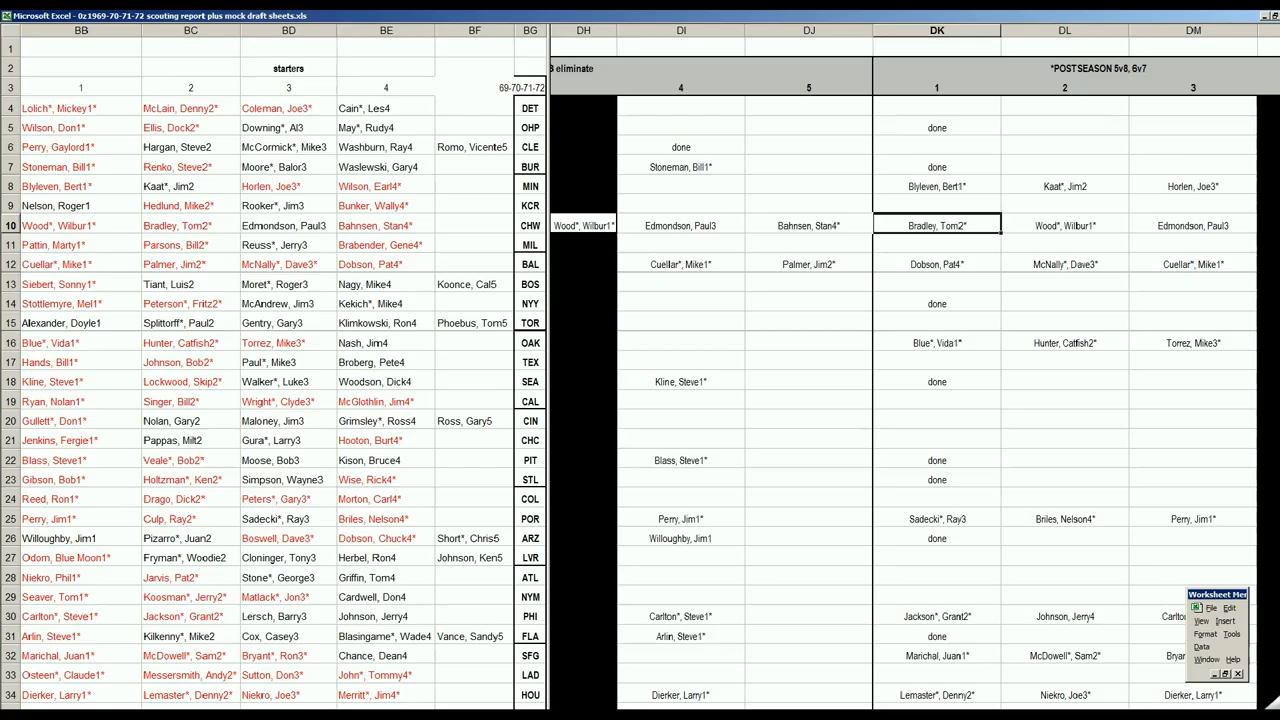 Microsoft Excel - 0z1969-70-71-72 scouting report plus mock draft sheets.xls
BB BC BD BE BF BG DH DI DJ DK DL DM
1
2 starters 3 eliminate *POSTSEASON 5v8, 6v7
3 1 2 3 4 69-70-71-72 4 5 1 2 3
4 Lolich*, Mickey1* McLain, Denny2* Coleman, Joe3* Cain*, Les4 DET
5 Wilson, Don1* Ellis, Dock2* Downing*, Al3 May*, Rudy4 OHP done
6 Perry, Gaylord1* Hargan, Steve2 McCormick*, Mike3 Washburn, Ray4 Romo, Vicente5 CLE done
7 Stoneman, Bill1* Renko, Steve2* Moore*, Balor3 Waslewski, Gary4 BUR Stoneman, Bill1* done
8 Blyleven, Bert1* Kaat*, Jim2 Horlen, Joe3* Wilson, Earl4* MIN Blyleven, Bert1* Kaat*, Jim2 Horlen, Joe3*
9 Nelson, Roger1 Hedlund, Mike2* Rooker*, Jim3 Bunker, Wally4* KCR
10 Wood*, Wilbur1* Bradley, Tom2* Edmondson, Paul3 Bahnsen, Stan4* CHW Wood*, Wilbur1* Edmondson, Paul3 Bahnsen, Stan4* Bradley, Tom2* Wood*, Wilbur1* Edmondson, Paul3
11 Pattin, Marty1* Parsons, Bill2* Reuss*, Jerry3 Brabender, Gene4* MIL
12 Cuellar*, Mike1* Palmer, Jim2* McNally*, Dave3* Dobson, Pat4* BAL Cuellar*, Mike1* Palmer, Jim2* Dobson, Pat4* McNally*, Dave3* Cuellar*, Mike1*
13 Siebert, Sonny1* Tiant, Luis2 Moret*, Roger3 Nagy, Mike4 Koonce, Cal5 BOS
14 Stottlemyre, Mel1* Peterson*, Fritz2* McAndrew, Jim3 Kekich*, Mike4 NYY done
15 Alexander, Doyle1 Splittorff*, Paul2 Gentry, Gary3 Klimkowski, Ron4 Phoebus, Tom5 TOR
16 Blue*, Vida1* Hunter, Catfish2* Torrez, Mike3* Nash, Jim4 OAK Blue*, Vida1* Hunter, Catfish2* Torrez, Mike3*
17 Hands, Bill1* Johnson, Bob2* Paul*, Mike3 Broberg, Pete4 TEX
18 Kline, Steve1* Lockwood, Skip2* Walker*, Luke3 Woodson, Dick4 SEA Kline, Steve1* done
19 Ryan, Nolan1* Singer, Bill2* Wright*, Clyde3* McGlothlin, Jim4* CAL
20 Gullett*, Don1* Nolan, Gary2 Maloney, Jim3 Grimsley*, Ross4 Ross, Gary5 CIN
21 Jenkins, Fergie1* Pappas, Milt2 Gura*, Larry3 Hooton, Burt4* CHC
22 Blass, Steve1* Veale*, Bob2* Moose, Bob3 Kison, Bruce4 PIT Blass, Steve1* done
23 Gibson, Bob1* Holtzman*, Ken2* Simpson, Wayne3 Wise, Rick4* STL done
24 Reed, Ron1* Drago, Dick2* Peters*, Gary3* Morton, Carl4* COL
25 Perry, Jim1* Culp, Ray2* Sadecki*, Ray3 Briles, Nelson4* POR Perry, Jim1* Sadecki*, Ray3 Briles, Nelson4* Perry, Jim1*
26 Willoughby, Jim1 Pizarro*, Juan2 Boswell, Dave3* Dobson, Chuck4* Short*, Chris5 ARZ Willoughby, Jim1 done
27 Odom, Blue Moon1* Fryman*, Woodie2 Cloninger, Tony3 Herbel, Ron4 Johnson, Ken5 LVR
28 Niekro, Phil1* Jarvis, Pat2* Stone*, George3 Griffin, Tom4 ATL
29 Seaver, Tom1* Koosman*, Jerry2* Matlack*, Jon3* Cardwell, Don4 NYM
30 Carlton*, Steve1* Jackson*, Grant2* Lersch, Barry3 Johnson, Jerry4 PHI Carlton*, Steve1* Jackson*, Grant2* Johnson, Jerry4 Carlto
31 Arlin, Steve1* Kilkenny*, Mike2 Cox, Casey3 Blasingame*, Wade4 Vance, Sandy5 FLA Arlin, Steve1* done
32 Marichal, Juan1* McDowell*, Sam2* Bryant*, Ron3* Chance, Dean4 SFG Marichal, Juan1* McDowell*, Sam2* Brya
33 Osteen*, Claude1* Messersmith, Andy2* Sutton, Don3* John*, Tommy4* LAD
34 Dierker, Larry1* Lemaster*, Denny2* Niekro, Joe3* Merritt*, Jim4* HOU Dierker, Larry1* Lemaster*, Denny2* Niekro, Joe3* Dierker, Larry1*
Worksheet Mer
File Edit
View Insert
Format Tools
Data
Window Help